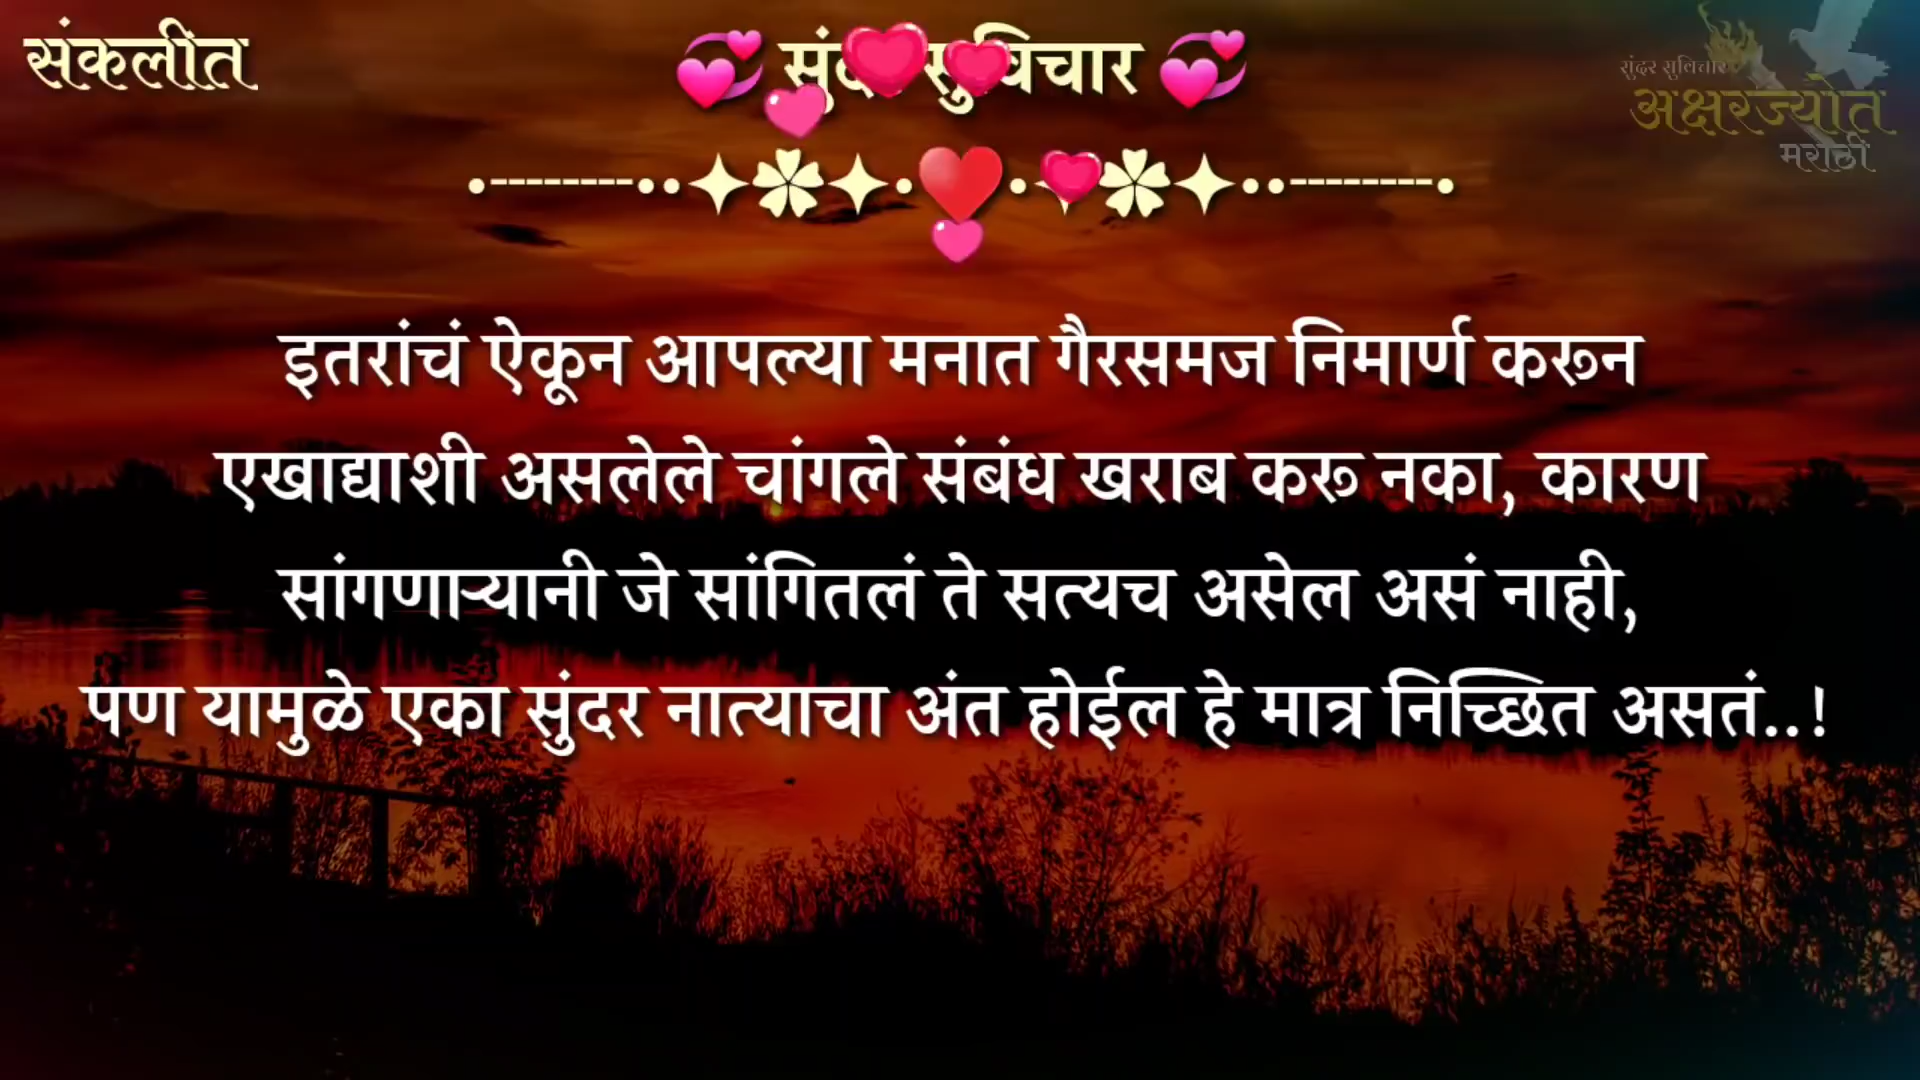 संकलीत
सुविचार
सुंदर सुविचार
अक्षरज्योत
मराठी
इतरांचं ऐकून आपल्या मनात गैरसमज निमार्ण करून
एखाद्याशी असलेले चांगले संबंध खराब करू नका, कारण
सांगणाऱ्यानी जे सांगितलं ते सत्यच असेल असं नाही,
पण यामुळे एका सुंदर नात्याचा अंत होईल हे मात्र निच्छित असतं..!